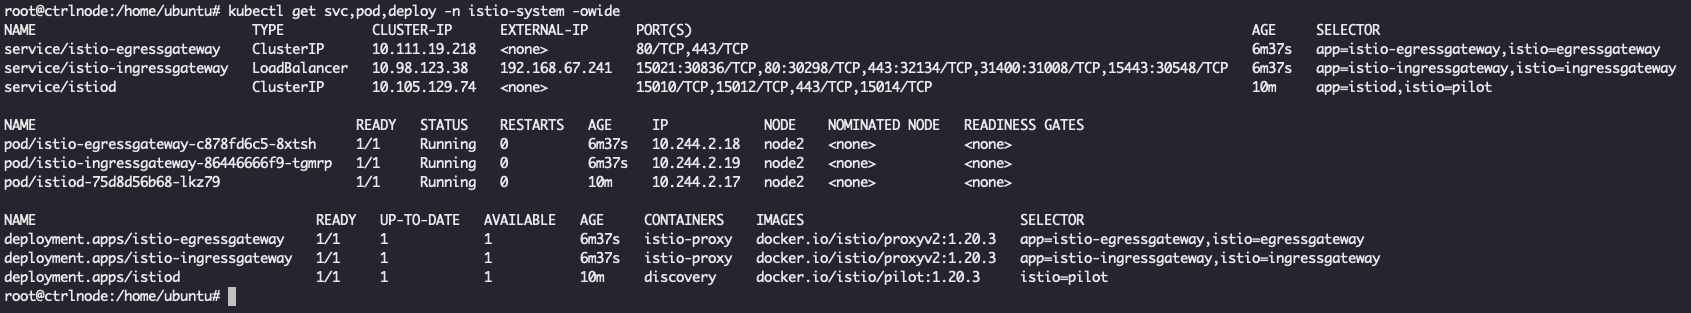 root@ctrlnode:/home/ubuntu# kubectl get svc,pod,deploy -n istio-system -owide
NAME TYPE CLUSTER-IP EXTERNAL-IP PORT(S) AGE SELECTOR
service/istio-egressgateway ClusterIP 10.111.19.218 <none> 80/TCP,443/TCP 6m37s app=istio-egressgateway,istio=egressgateway
service/istio-ingressgateway LoadBalancer 10.98.123.38 192.168.67.241 15021:30836/TCP,80:30298/TCP,443:32134/TCP,31400:31008/TCP,15443:30548/TCP 6m37s app=istio-ingressgateway,istio=ingressgateway
service/istiod ClusterIP 10.105.129.74 <none> 15010/TCP,15012/TCP,443/TCP,15014/TCP 10m app=istiod,istio=pilot
NAME READY STATUS RESTARTS AGE IP NODE NOMINATED NODE READINESS GATES
pod/istio-egressgateway-c878fd6c5-8xtsh 1/1 Running 0 6m37s 10.244.2.18 node2 <none> <none>
pod/istio-ingressgateway-86446666f9-tgmrp 1/1 Running 0 6m37s 10.244.2.19 node2 <none> <none>
pod/istiod-75d8d56b68-lkz79 1/1 Running 0 10m 10.244.2.17 node2 <none> <none>
NAME READY UP-TO-DATE AVAILABLE AGE CONTAINERS IMAGES SELECTOR
deployment.apps/istio-egressgateway 1/1 1 1 6m37s istio-proxy docker.io/istio/proxyv2:1.20.3 app=istio-egressgateway,istio=egressgateway
deployment.apps/istio-ingressgateway 1/1 1 1 6m37s istio-proxy docker.io/istio/proxyv2:1.20.3 app=istio-ingressgateway,istio=ingressgateway
deployment.apps/istiod 1/1 1 1 10m discovery docker.io/istio/pilot:1.20.3 istio=pilot
root@ctrlnode:/home/ubuntu#